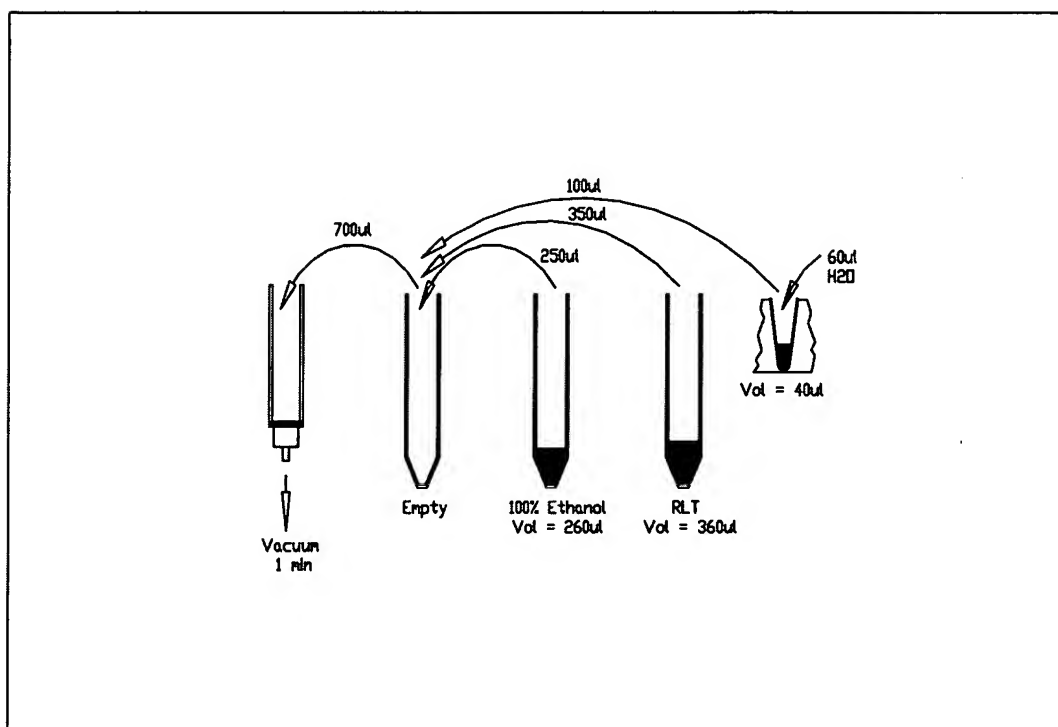 100ul
350ul
700ul
250ul
60ul
H2O
Vol = 40ul
Empty
100% Ethanol
Vol = 260ul
RLT
Vol = 360ul
Vacuum
1 min